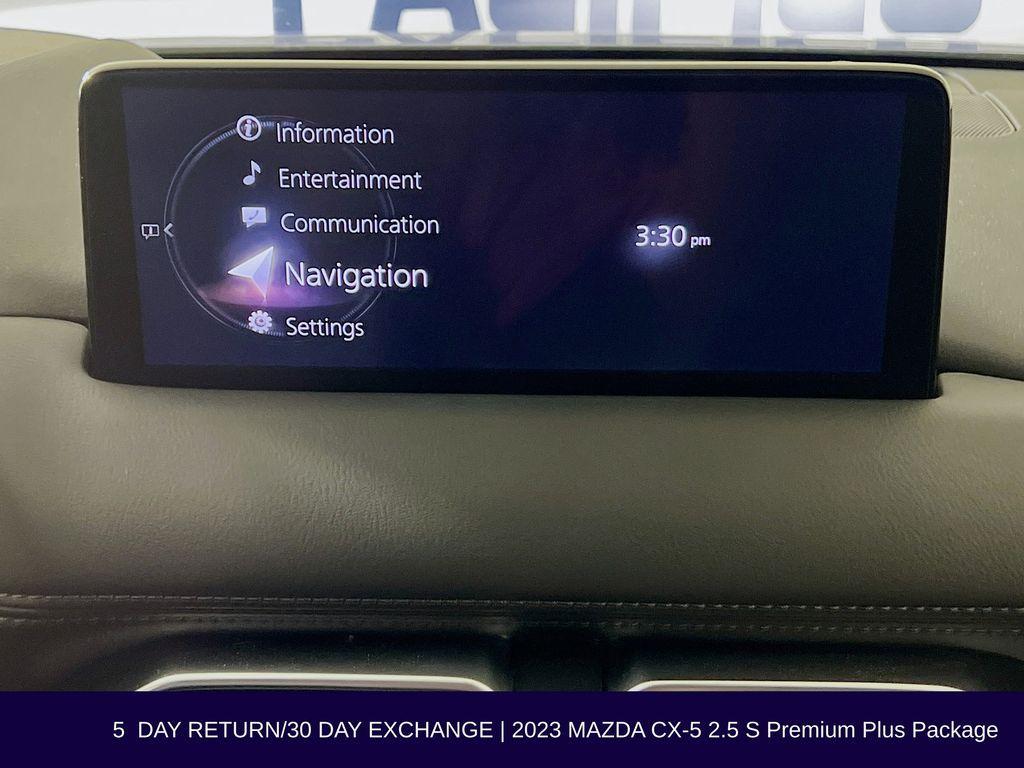 Information
Entertainment
Communication
Navigation
Settings
3:30 pm
5 DAY RETURN/30 DAY EXCHANGE | 2023 MAZDA CX-5 2.5 S Premium Plus Package